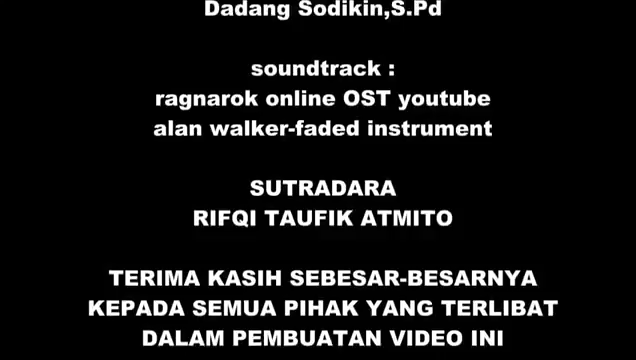 Dadang Sodikin,S.Pd
soundtrack :
ragnarok online OST youtube
alan walker-faded instrument
SUTRADARA
RIFQI TAUFIK ATMITO
TERIMA KASIH SEBESAR-BESARNYA
KEPADA SEMUA PIHAK YANG TERLIBAT
DALAM PEMBUATAN VIDEO INI